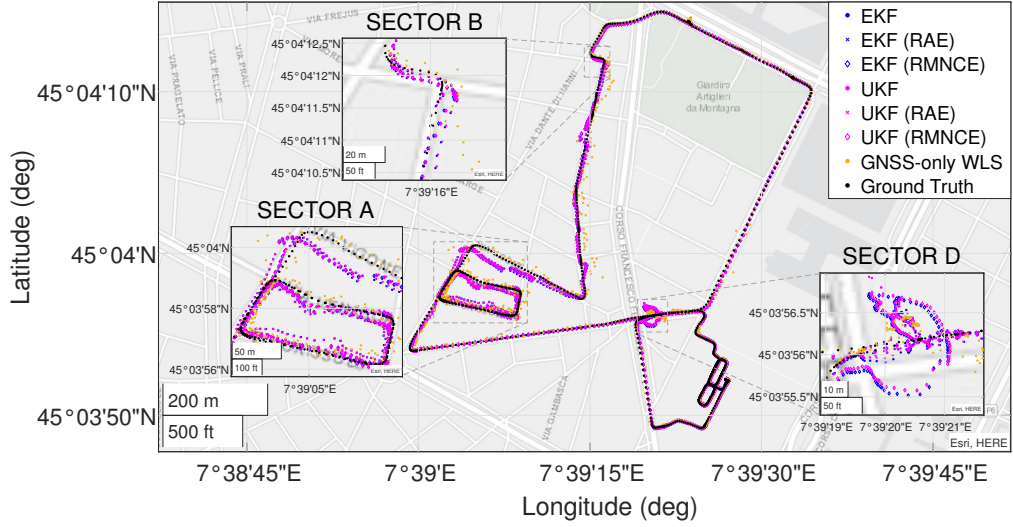 SECTOR B
VIA FREJUS
VIA PRAGELATO
VIA PELLICE
VIA PRALI
45°04'12.5"N
45°04'12"N
45°04'11.5"N
45°04'11"N
45°04'10.5"N
20 m
50 ft
Esri, HERE
7°39'16"E
VIA DANTE DI NANNI
Giardino
Artiglieri
da Montagna
EKF
EKF (RAE)
EKF (RMNCE)
UKF
UKF (RAE)
UKF (RMNCE)
GNSS-only WLS
Ground Truth
Latitude (deg)
45°04'10"N
45°04'N
45°03'50"N
SECTOR A
45°04'N
45°03'58"N
45°03'56"N
50 m
100 ft
Esri, HERE
7°39'05"E
CORSO FRANCESCO
SECTOR D
45°03'56.5"N
45°03'56"N
45°03'55.5"N
10 m
50 ft
Esri, HERE
7°39'19"E
7°39'20"E
7°39'21"E
VIA GAMBASCA
200 m
500 ft
Esri, HERE
7°38'45"E
7°39'E
7°39'15"E
7°39'30"E
7°39'45"E
Longitude (deg)